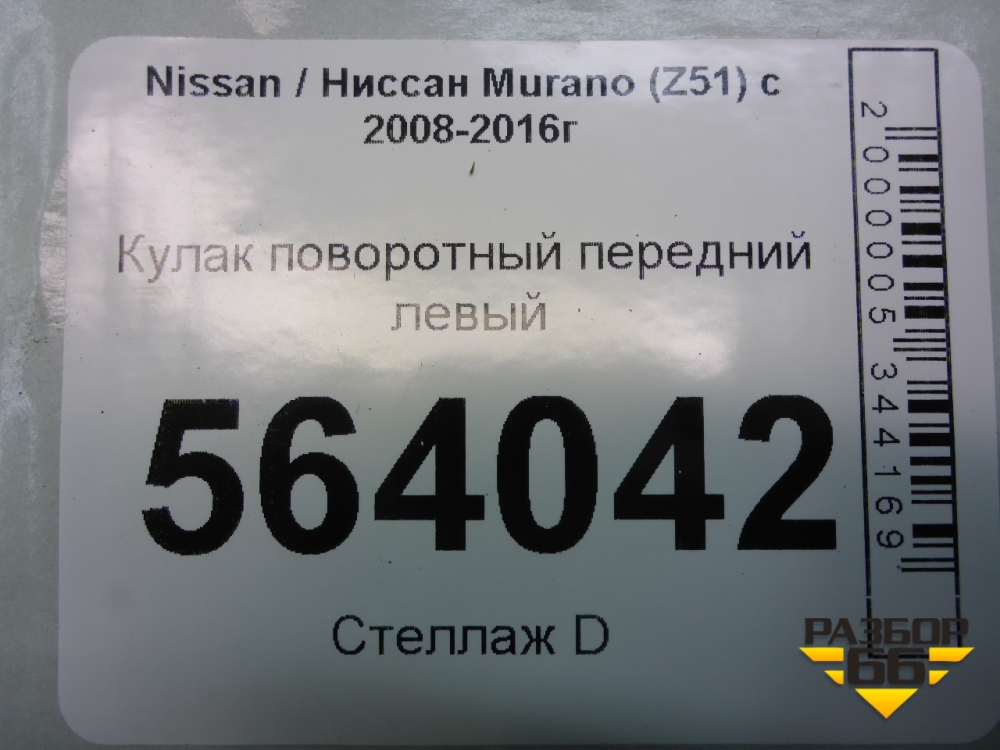 Nissan / Ниссан Murano (Z51) с
2008-2016г
Кулак поворотный передний
левый
564042
Стеллаж D
2000005344169
РАЗБОР
66